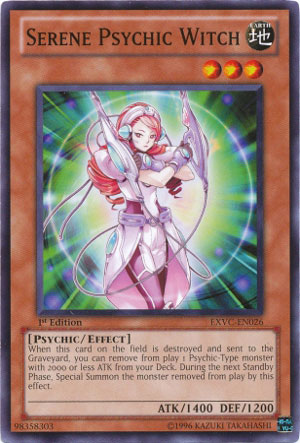 SERENE PSYCHIC WITCH
EARTH
地
1st Edition
EXVC-EN026
[PSYCHIC/EFFECT]
When this card on the field is destroyed and sent to the
Graveyard, you can remove from play 1 Psychic-Type monster
with 2000 or less ATK from your Deck. During the next Standby
Phase, Special Summon the monster removed from play by this
effect.
ATK/1400 DEF/1200
98358303
©1996 KAZUKI TAKAHASHI